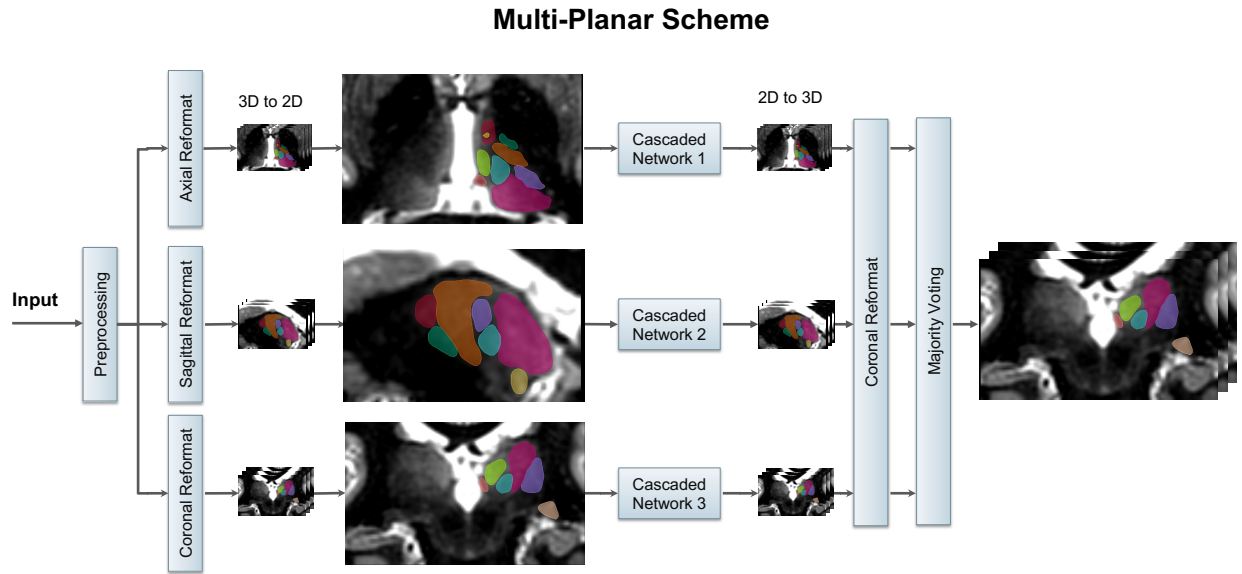 Multi-Planar Scheme
Input
Preprocessing
Axial Reformat
3D to 2D
Cascaded
Network 1
2D to 3D
Sagittal Reformat
Cascaded
Network 2
Coronal Reformat
Cascaded
Network 3
Coronal Reformat
Majority Voting